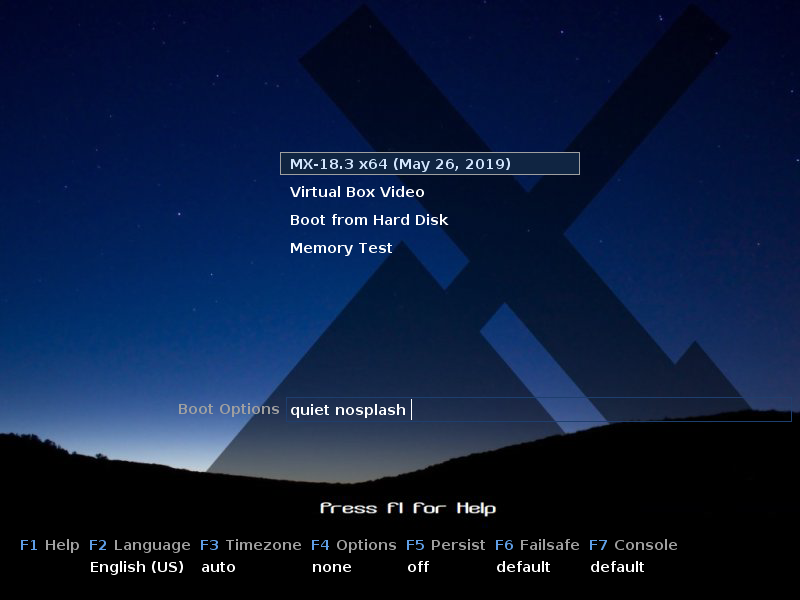 MX-18.3 x64 (May 26, 2019)
Virtual Box Video
Boot from Hard Disk
Memory Test
Boot Options quiet nosplash
Press F1 for Help
F1 Help F2 Language F3 Timezone F4 Options F5 Persist F6 Failsafe F7 Console
English (US) auto none off default default